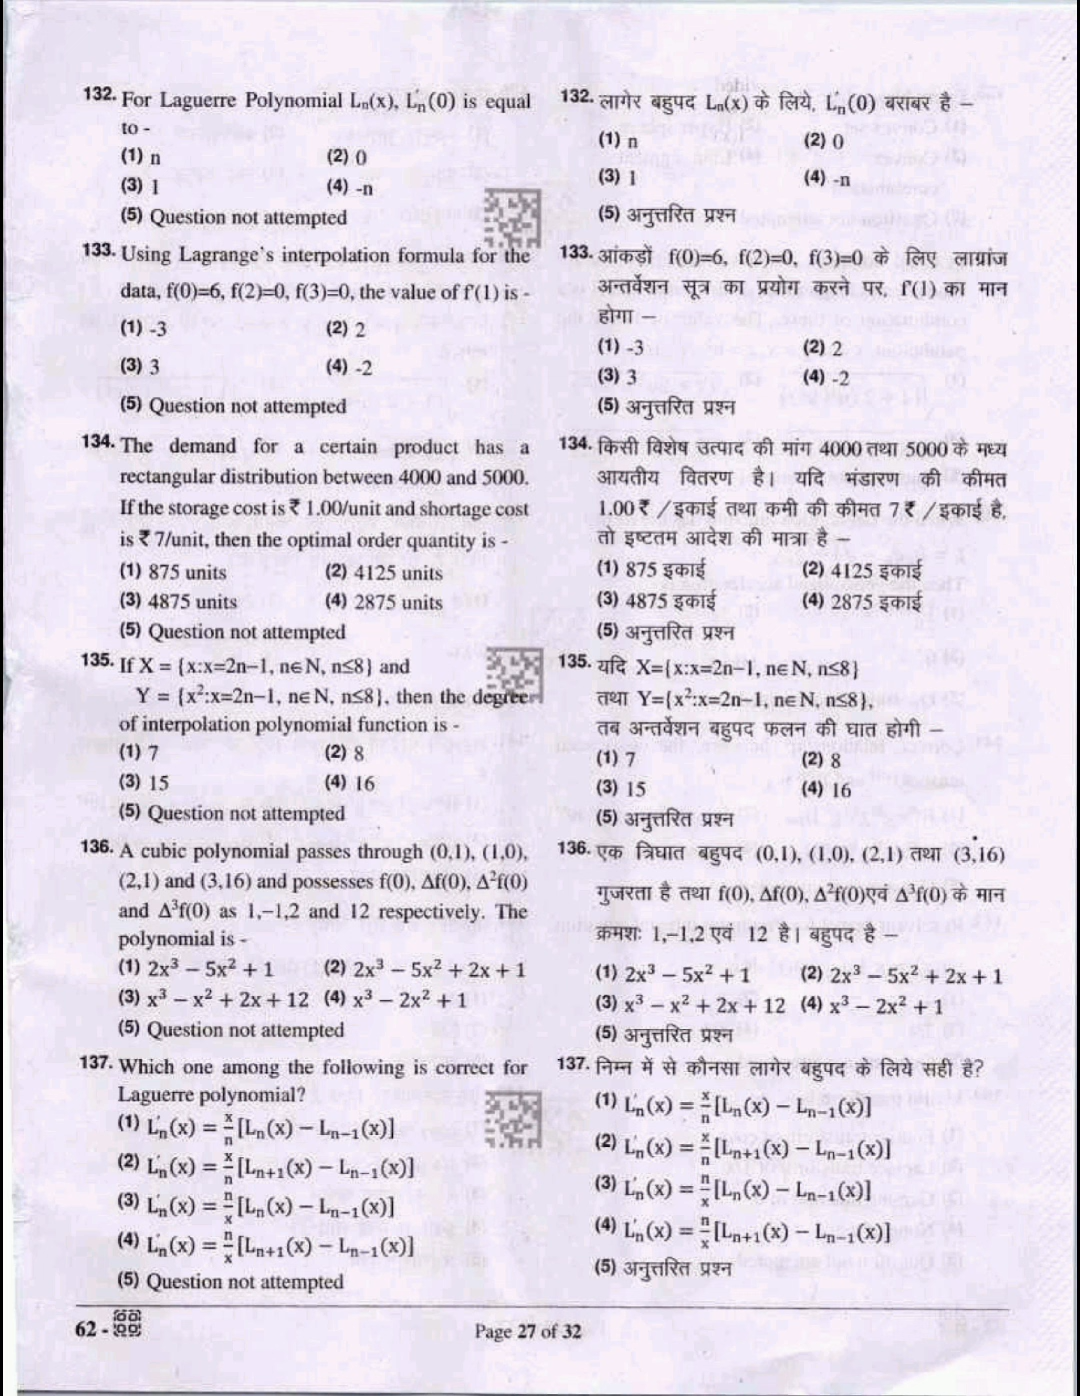 132. For Laguerre Polynomial Lₙ(x), L'ₙ(0) is equal
to -
(1) n (2) 0
(3) 1 (4) -n
(5) Question not attempted
133. Using Lagrange's interpolation formula for the
data, f(0)=6, f(2)=0, f(3)=0, the value of f'(1) is -
(1) -3 (2) 2
(3) 3 (4) -2
(5) Question not attempted
134. The demand for a certain product has a
rectangular distribution between 4000 and 5000.
If the storage cost is ₹ 1.00/unit and shortage cost
is ₹ 7/unit, then the optimal order quantity is -
(1) 875 units (2) 4125 units
(3) 4875 units (4) 2875 units
(5) Question not attempted
135. If X = {x:x=2n−1, n∈N, n≤8} and
Y = {x²:x=2n−1, n∈N, n≤8}, then the degree
of interpolation polynomial function is -
(1) 7 (2) 8
(3) 15 (4) 16
(5) Question not attempted
136. A cubic polynomial passes through (0,1), (1,0),
(2,1) and (3,16) and possesses f(0), Δf(0), Δ²f(0)
and Δ³f(0) as 1,-1,2 and 12 respectively. The
polynomial is -
(1) 2x³ − 5x² + 1 (2) 2x³ − 5x² + 2x + 1
(3) x³ − x² + 2x + 12 (4) x³ − 2x² + 1
(5) Question not attempted
137. Which one among the following is correct for
Laguerre polynomial?
(1) L'ₙ(x) = x/n [Lₙ(x) − Lₙ₋₁(x)]
(2) L'ₙ(x) = x/n [Lₙ₊₁(x) − Lₙ₋₁(x)]
(3) L'ₙ(x) = n/x [Lₙ(x) − Lₙ₋₁(x)]
(4) L'ₙ(x) = n/x [Lₙ₊₁(x) − Lₙ₋₁(x)]
(5) Question not attempted
132. लागेर बहुपद Lₙ(x) के लिये, L'ₙ(0) बराबर है –
(1) n (2) 0
(3) 1 (4) -n
(5) अनुत्तरित प्रश्न
133. आंकड़ों f(0)=6, f(2)=0, f(3)=0 के लिए लाग्रांज
अन्तर्वेशन सूत्र का प्रयोग करने पर, f'(1) का मान
होगा –
(1) -3 (2) 2
(3) 3 (4) -2
(5) अनुत्तरित प्रश्न
134. किसी विशेष उत्पाद की मांग 4000 तथा 5000 के मध्य
आयतीय वितरण है। यदि भंडारण की कीमत
1.00₹ /इकाई तथा कमी की कीमत 7₹ /इकाई है,
तो इष्टतम आदेश की मात्रा है –
(1) 875 इकाई (2) 4125 इकाई
(3) 4875 इकाई (4) 2875 इकाई
(5) अनुत्तरित प्रश्न
135. यदि X={x:x=2n−1, n∈N, n≤8}
तथा Y={x²:x=2n−1, n∈N, n≤8},
तब अन्तर्वेशन बहुपद फलन की घात होगी –
(1) 7 (2) 8
(3) 15 (4) 16
(5) अनुत्तरित प्रश्न
136. एक त्रिघात बहुपद (0,1), (1,0), (2,1) तथा (3,16)
गुजरता है तथा f(0), Δf(0), Δ²f(0)एवं Δ³f(0) के मान
क्रमशः 1,-1,2 एवं 12 है। बहुपद है –
(1) 2x³ − 5x² + 1 (2) 2x³ − 5x² + 2x + 1
(3) x³ − x² + 2x + 12 (4) x³ − 2x² + 1
(5) अनुत्तरित प्रश्न
137. निम्न में से कौनसा लागेर बहुपद के लिये सही है?
(1) L'ₙ(x) = x/n [Lₙ(x) − Lₙ₋₁(x)]
(2) L'ₙ(x) = x/n [Lₙ₊₁(x) − Lₙ₋₁(x)]
(3) L'ₙ(x) = n/x [Lₙ(x) − Lₙ₋₁(x)]
(4) L'ₙ(x) = n/x [Lₙ₊₁(x) − Lₙ₋₁(x)]
(5) अनुत्तरित प्रश्न
62 -
Page 27 of 32